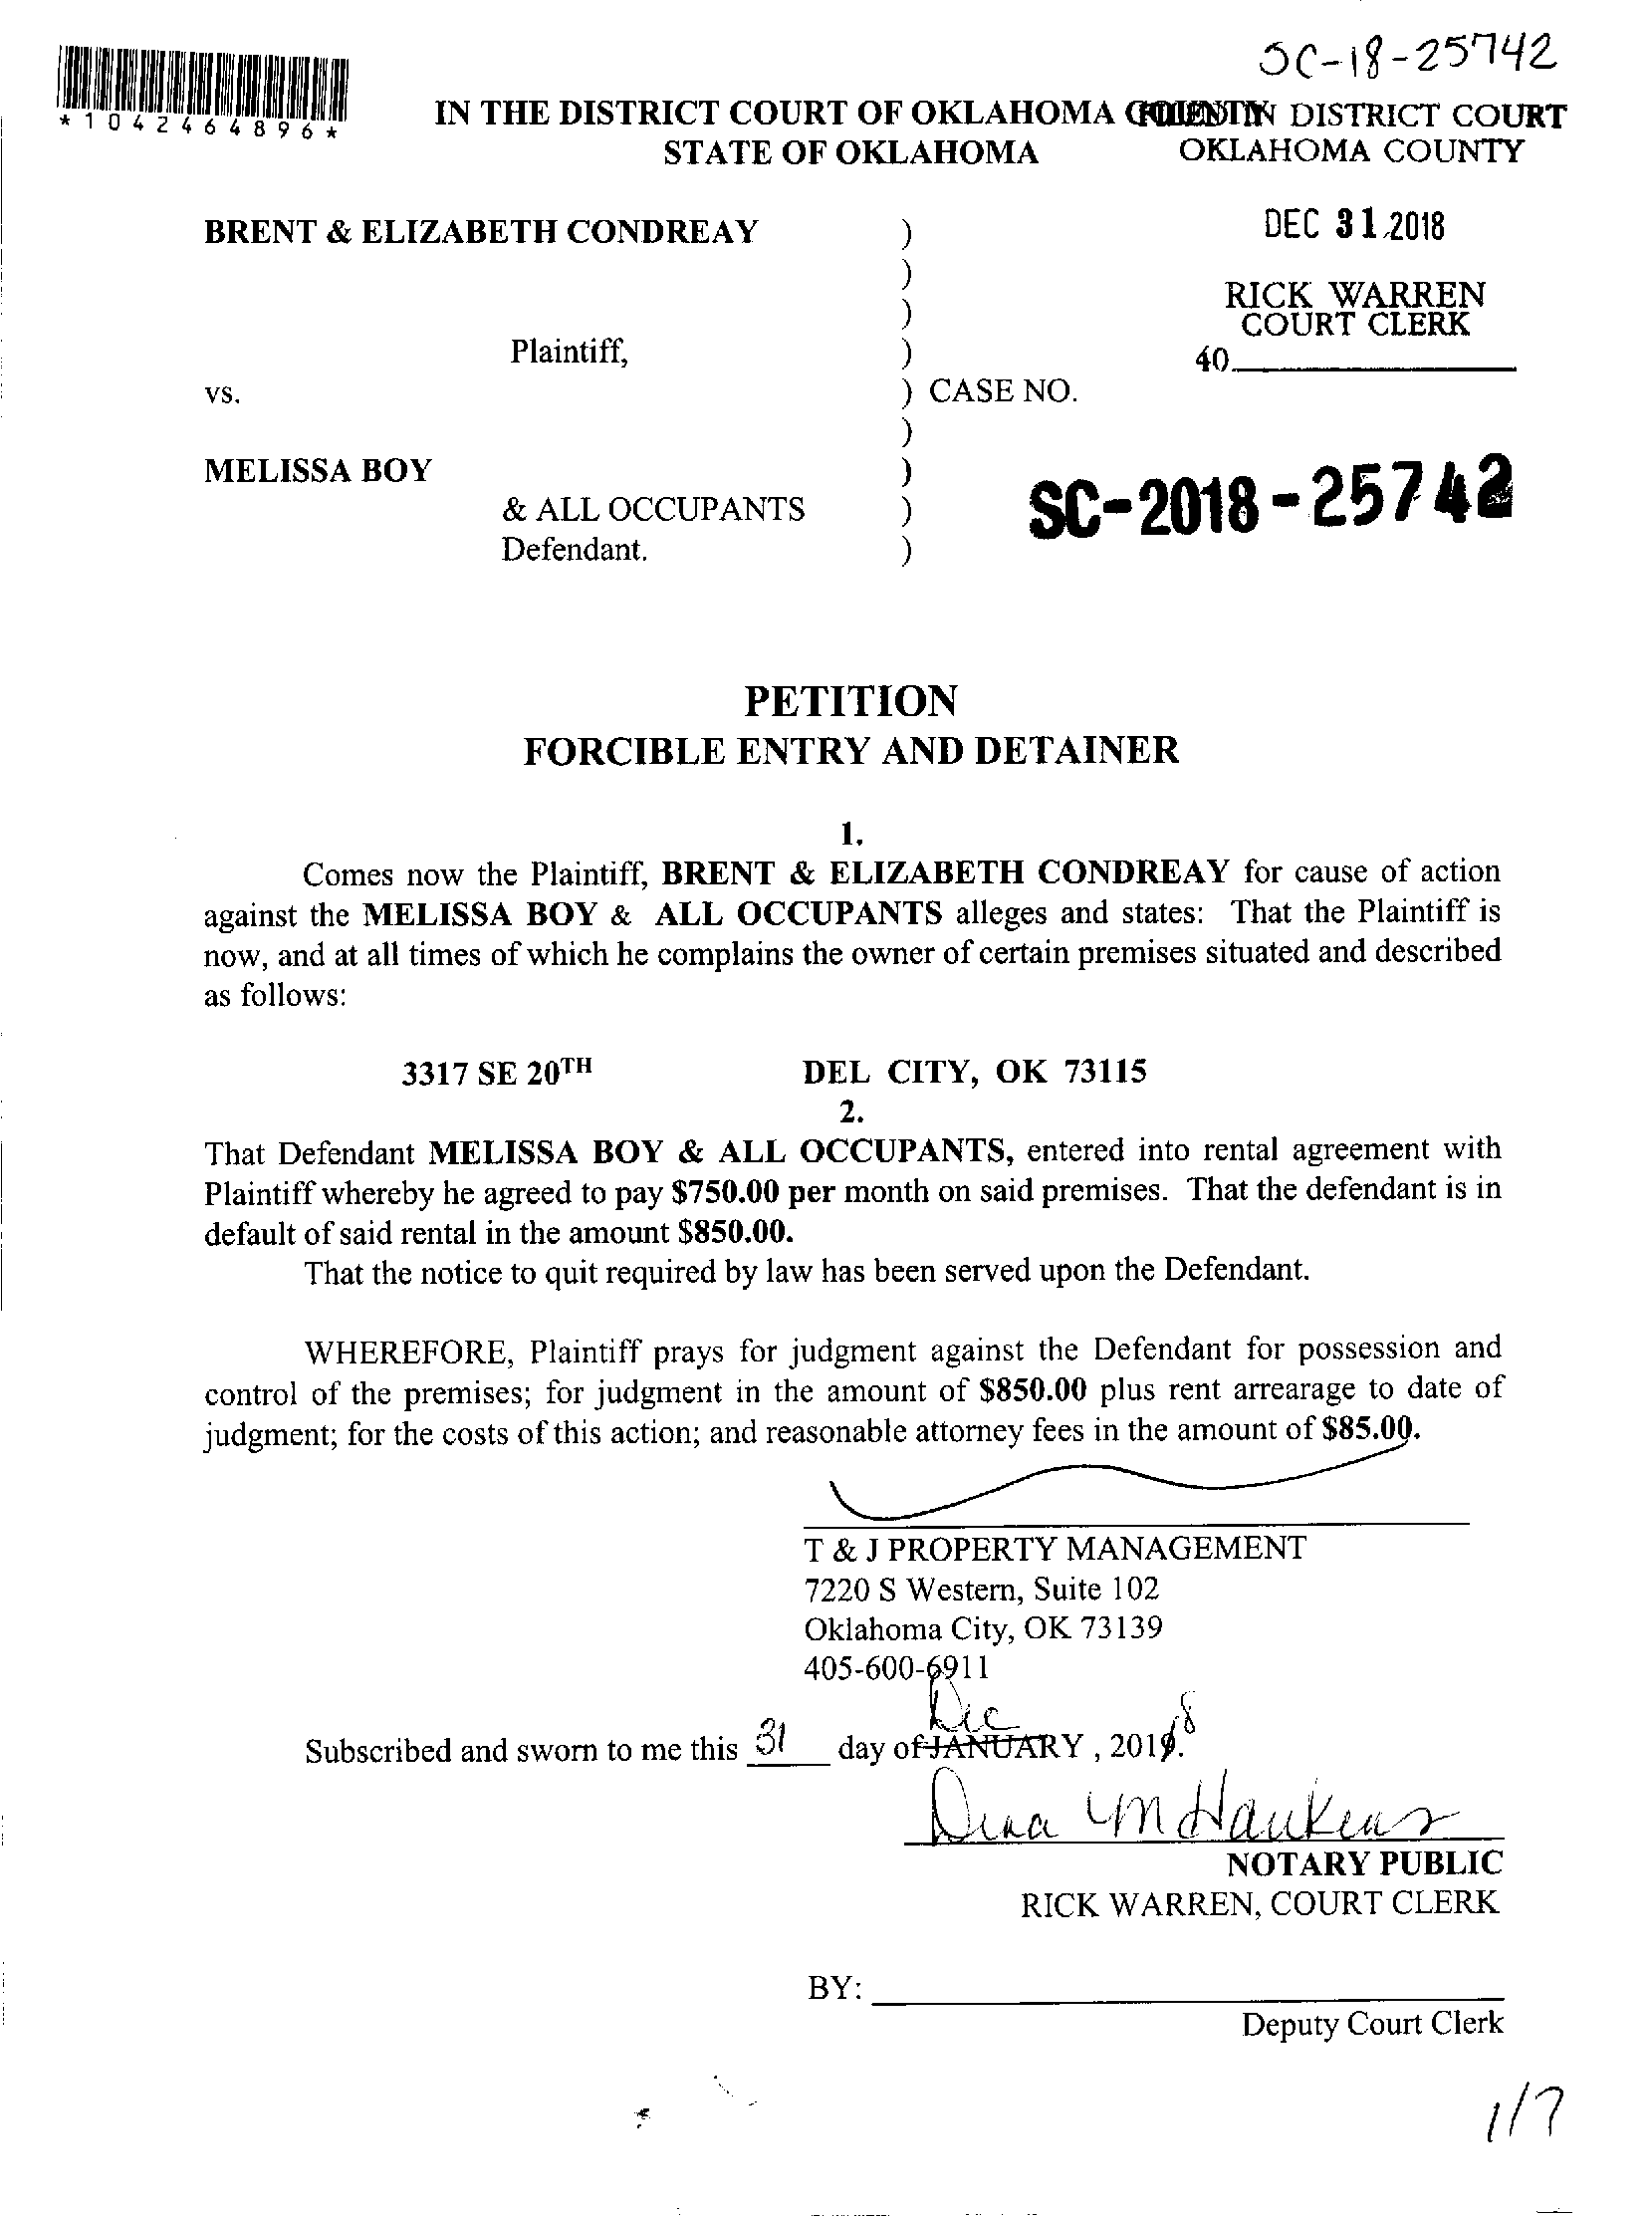 SC-18-25742
*1042464896*
IN THE DISTRICT COURT OF OKLAHOMA COUNTY
FILED IN DISTRICT COURT
STATE OF OKLAHOMA
OKLAHOMA COUNTY
DEC 31 2018
BRENT & ELIZABETH CONDREAY )
)
RICK WARREN
COURT CLERK
)
Plaintiff, )
40
vs. ) CASE NO.
)
MELISSA BOY )
& ALL OCCUPANTS )
SC-2018-25742
Defendant. )
PETITION
FORCIBLE ENTRY AND DETAINER
1.
Comes now the Plaintiff, BRENT & ELIZABETH CONDREAY for cause of action
against the MELISSA BOY & ALL OCCUPANTS alleges and states: That the Plaintiff is
now, and at all times of which he complains the owner of certain premises situated and described
as follows:
3317 SE 20TH DEL CITY, OK 73115
2.
That Defendant MELISSA BOY & ALL OCCUPANTS, entered into rental agreement with
Plaintiff whereby he agreed to pay $750.00 per month on said premises. That the defendant is in
default of said rental in the amount $850.00.
That the notice to quit required by law has been served upon the Defendant.
WHEREFORE, Plaintiff prays for judgment against the Defendant for possession and
control of the premises; for judgment in the amount of $850.00 plus rent arrearage to date of
judgment; for the costs of this action; and reasonable attorney fees in the amount of $85.00.
T & J PROPERTY MANAGEMENT
7220 S Western, Suite 102
Oklahoma City, OK 73139
405-600-6911
Dec 8
Subscribed and sworn to me this 31 day of JANUARY , 2019.
Dena M Hawkens
NOTARY PUBLIC
RICK WARREN, COURT CLERK
BY:
Deputy Court Clerk
1/7